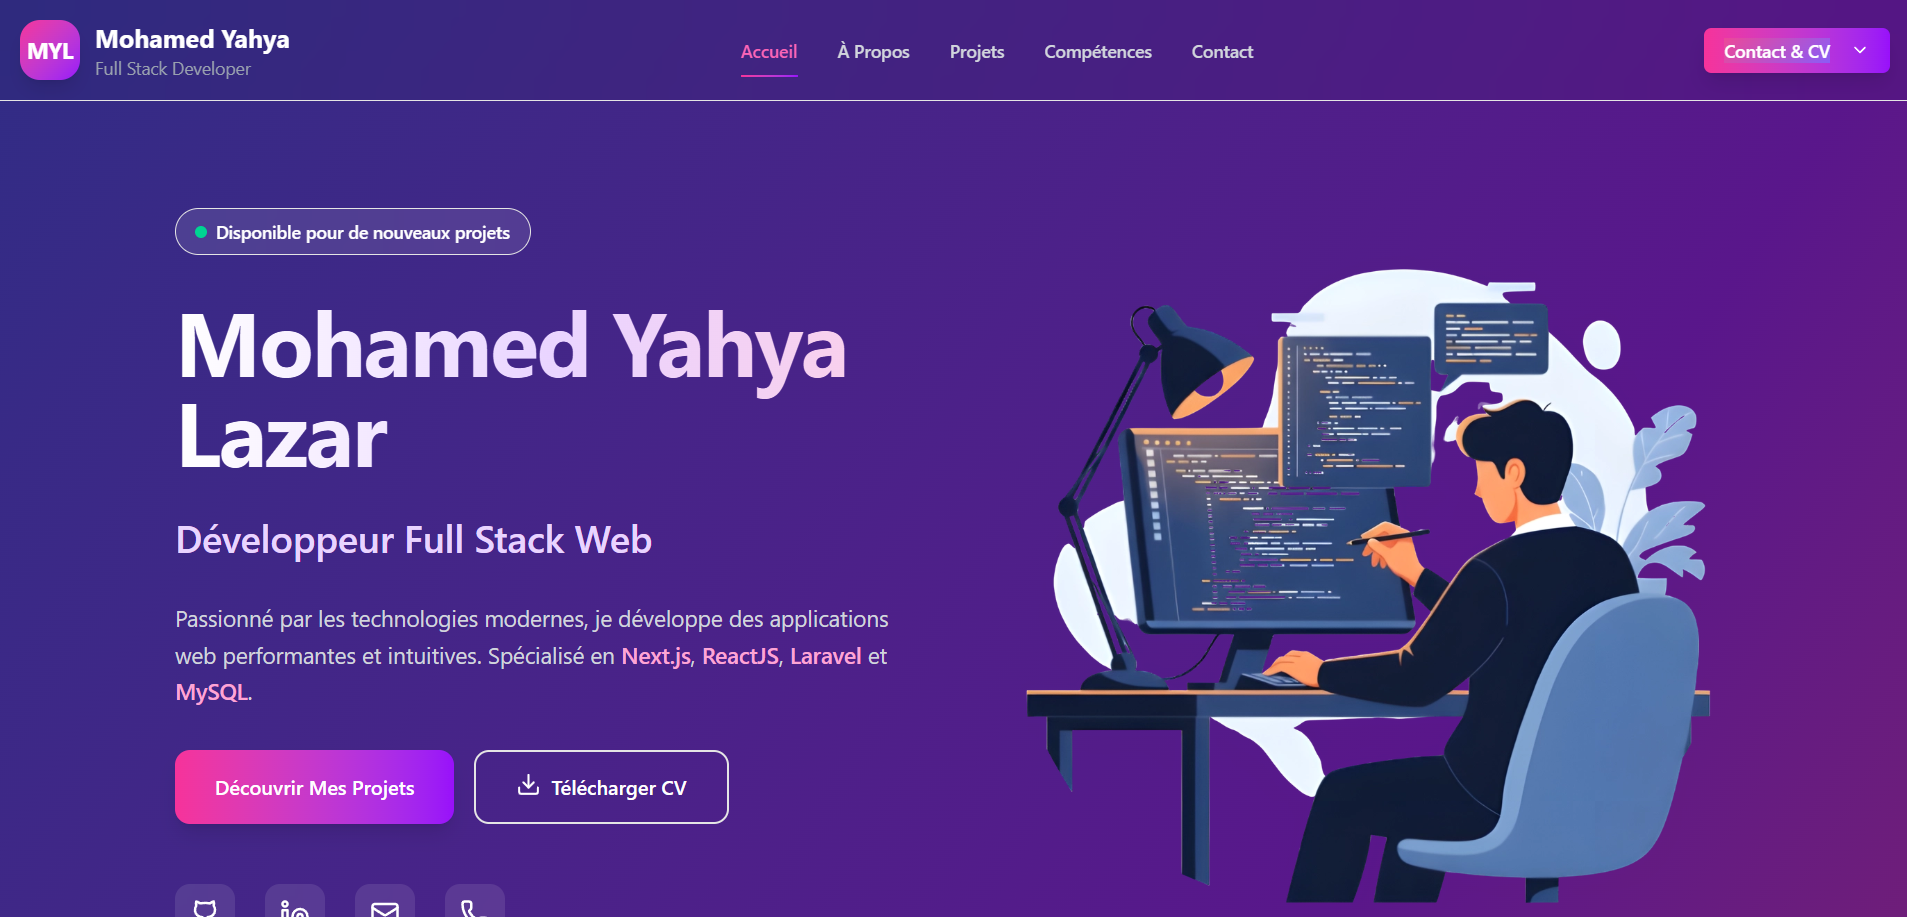 MYL
Mohamed Yahya
Full Stack Developer
Accueil
À Propos
Projets
Compétences
Contact
Contact & CV
Disponible pour de nouveaux projets
Mohamed Yahya
Lazar
Développeur Full Stack Web
Passionné par les technologies modernes, je développe des applications
web performantes et intuitives. Spécialisé en Next.js, ReactJS, Laravel et
MySQL.
Découvrir Mes Projets
Télécharger CV